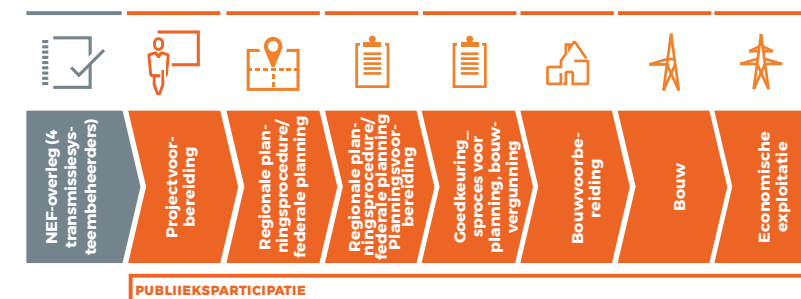 NEF-overleg (4
transmissiesys-
teembeheerders)
Projectvoor-
bereiding
Regionale plan-
ningsprocedure/
federale planning
Regionale plan-
ningsprocedure/
federale planning
Planningsvoor-
bereiding
Goedkeuring_
sproces voor
planning, bouw-
vergunning
Bouwvoorbe-
reiding
Bouw
Economische
exploitatie
PUBLIIEKSPARTICIPATIE